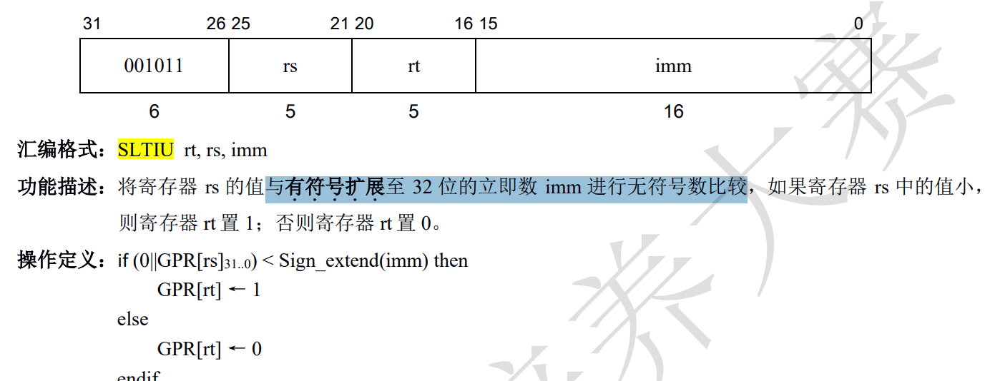 31 26 25 21 20 16 15 0
001011 rs rt imm
6 5 5 16
汇编格式：SLTIU rt, rs, imm
功能描述：将寄存器 rs 的值与有符号扩展至 32 位的立即数 imm 进行无符号数比较，如果寄存器 rs 中的值小，
则寄存器 rt 置 1；否则寄存器 rt 置 0。
操作定义：if (0||GPR[rs]31..0) < Sign_extend(imm) then
GPR[rt] ← 1
else
GPR[rt] ← 0
endif
养大赛